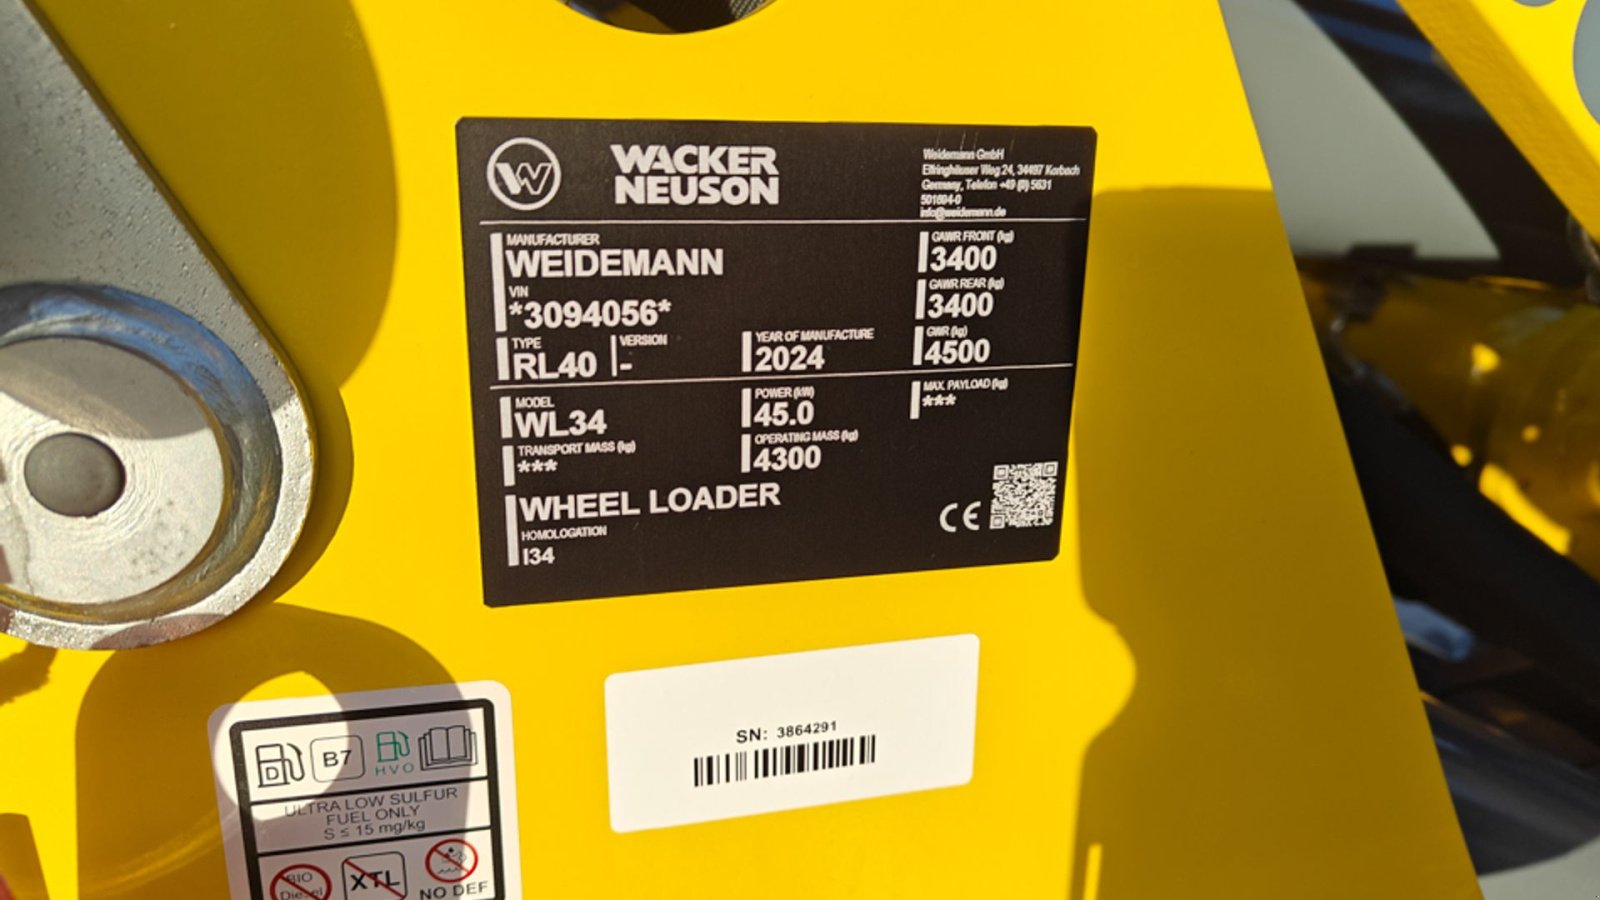 WACKER
NEUSON
Weidemann GmbH
Elfringhäuser Weg 24, 34497 Korbach
Germany, Telefon +49 (0) 5631
501604-0
info@weidemann.de
MANUFACTURER
WEIDEMANN
VIN
*3094056*
TYPE
RL40
VERSION
-
YEAR OF MANUFACTURE
2024
GAWR FRONT (kg)
3400
GAWR REAR (kg)
3400
GWR (kg)
4500
MODEL
WL34
POWER (kW)
45.0
MAX. PAYLOAD (kg)
***
TRANSPORT MASS (kg)
***
OPERATING MASS (kg)
4300
WHEEL LOADER
HOMOLOGATION
I34
CE
SN: 3864291
D
B7
HVO
ULTRA LOW SULFUR
FUEL ONLY
S ≤ 15 mg/kg
BIO
Diesel
XTL
NO DEF